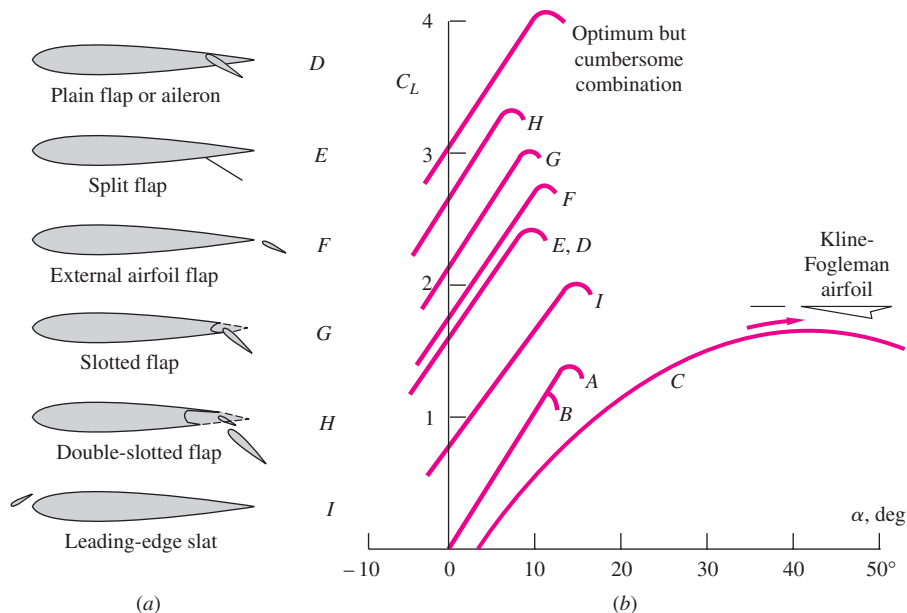 D
Plain flap or aileron
E
Split flap
F
External airfoil flap
G
Slotted flap
H
Double-slotted flap
I
Leading-edge slat
(a)
4
C_L
Optimum but
cumbersome
combination
H
3
G
F
E, D
Kline-
Fogleman
airfoil
2
I
A
C
B
1
α, deg
–10
0
10
20
30
40
50°
(b)